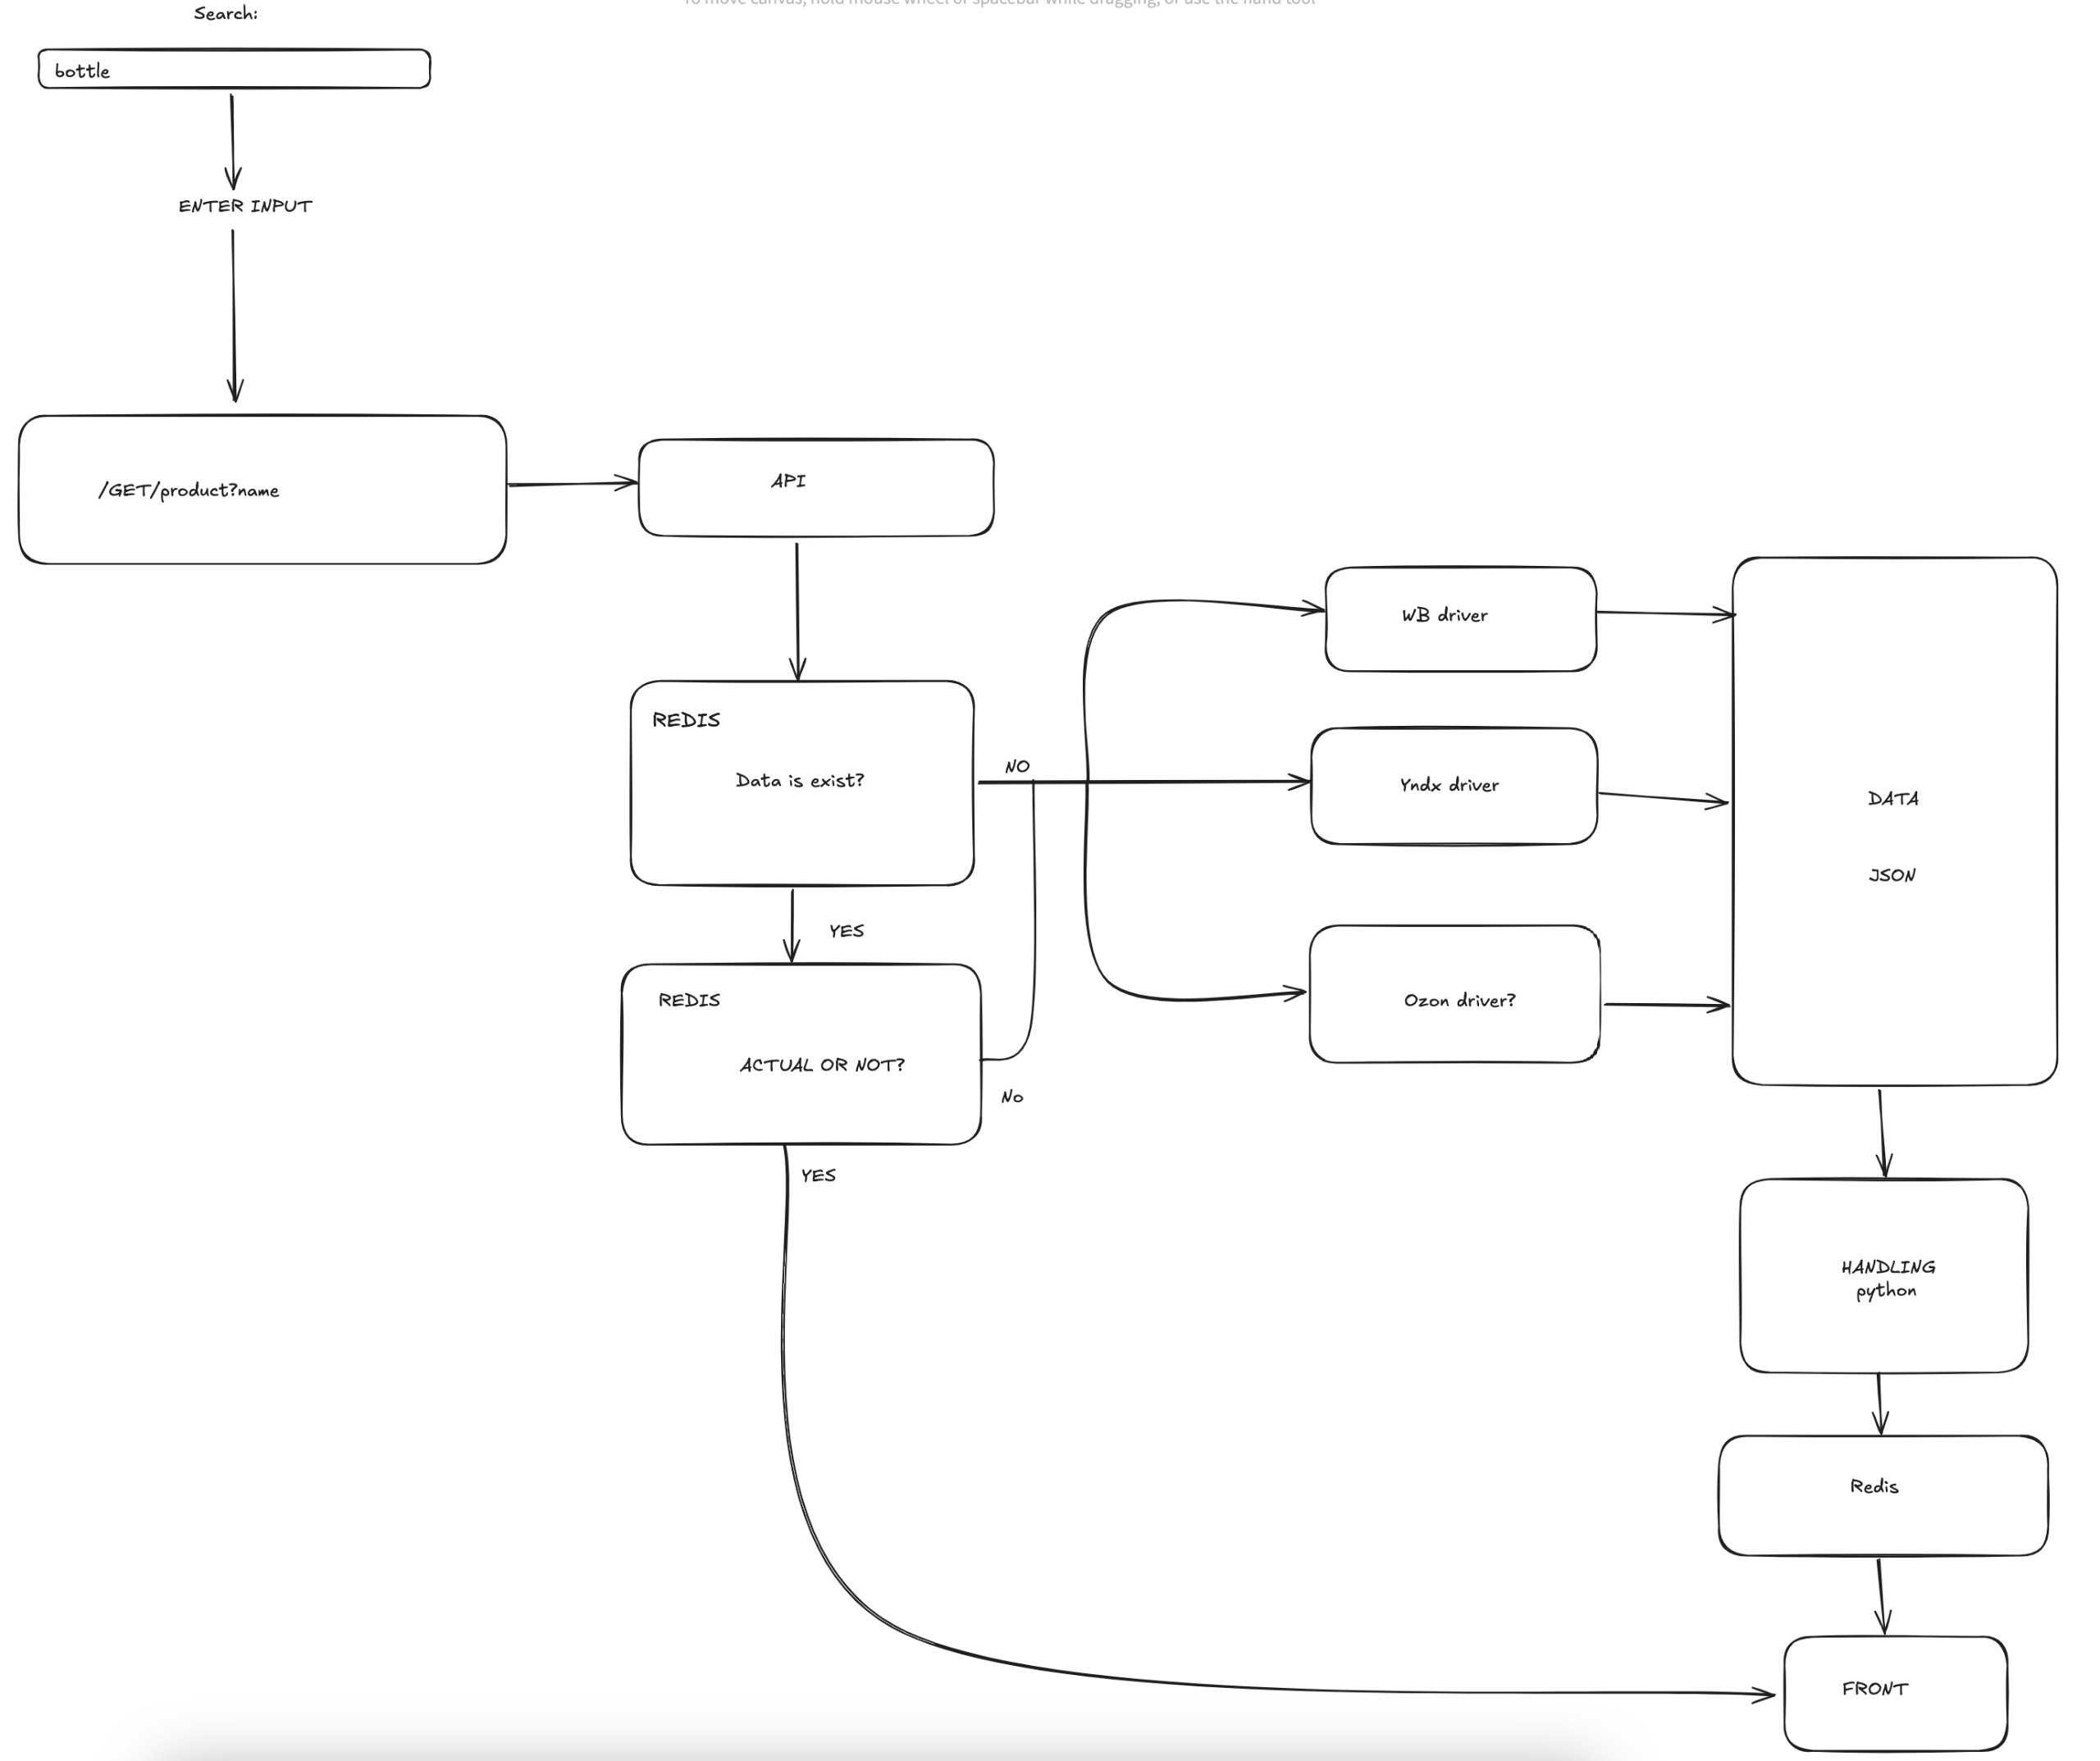 To move canvas, hold mouse wheel or spacebar while dragging, or use the hand tool
Search:
bottle
ENTER INPUT
/GET/product?name
API
REDIS
Data is exist?
NO
YES
REDIS
ACTUAL OR NOT?
No
YES
WB driver
Yndx driver
Ozon driver?
DATA
JSON
HANDLING
python
Redis
FRONT